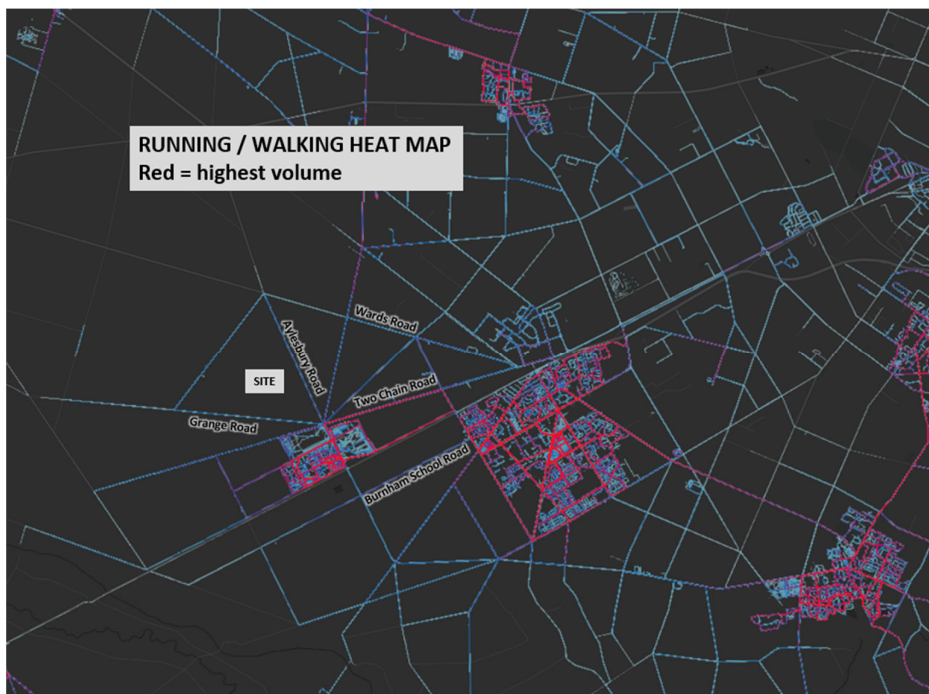 RUNNING / WALKING HEAT MAP
Red = highest volume
Wards Road
Aylesbury Road
SITE
Two Chain Road
Grange Road
Burnham School Road